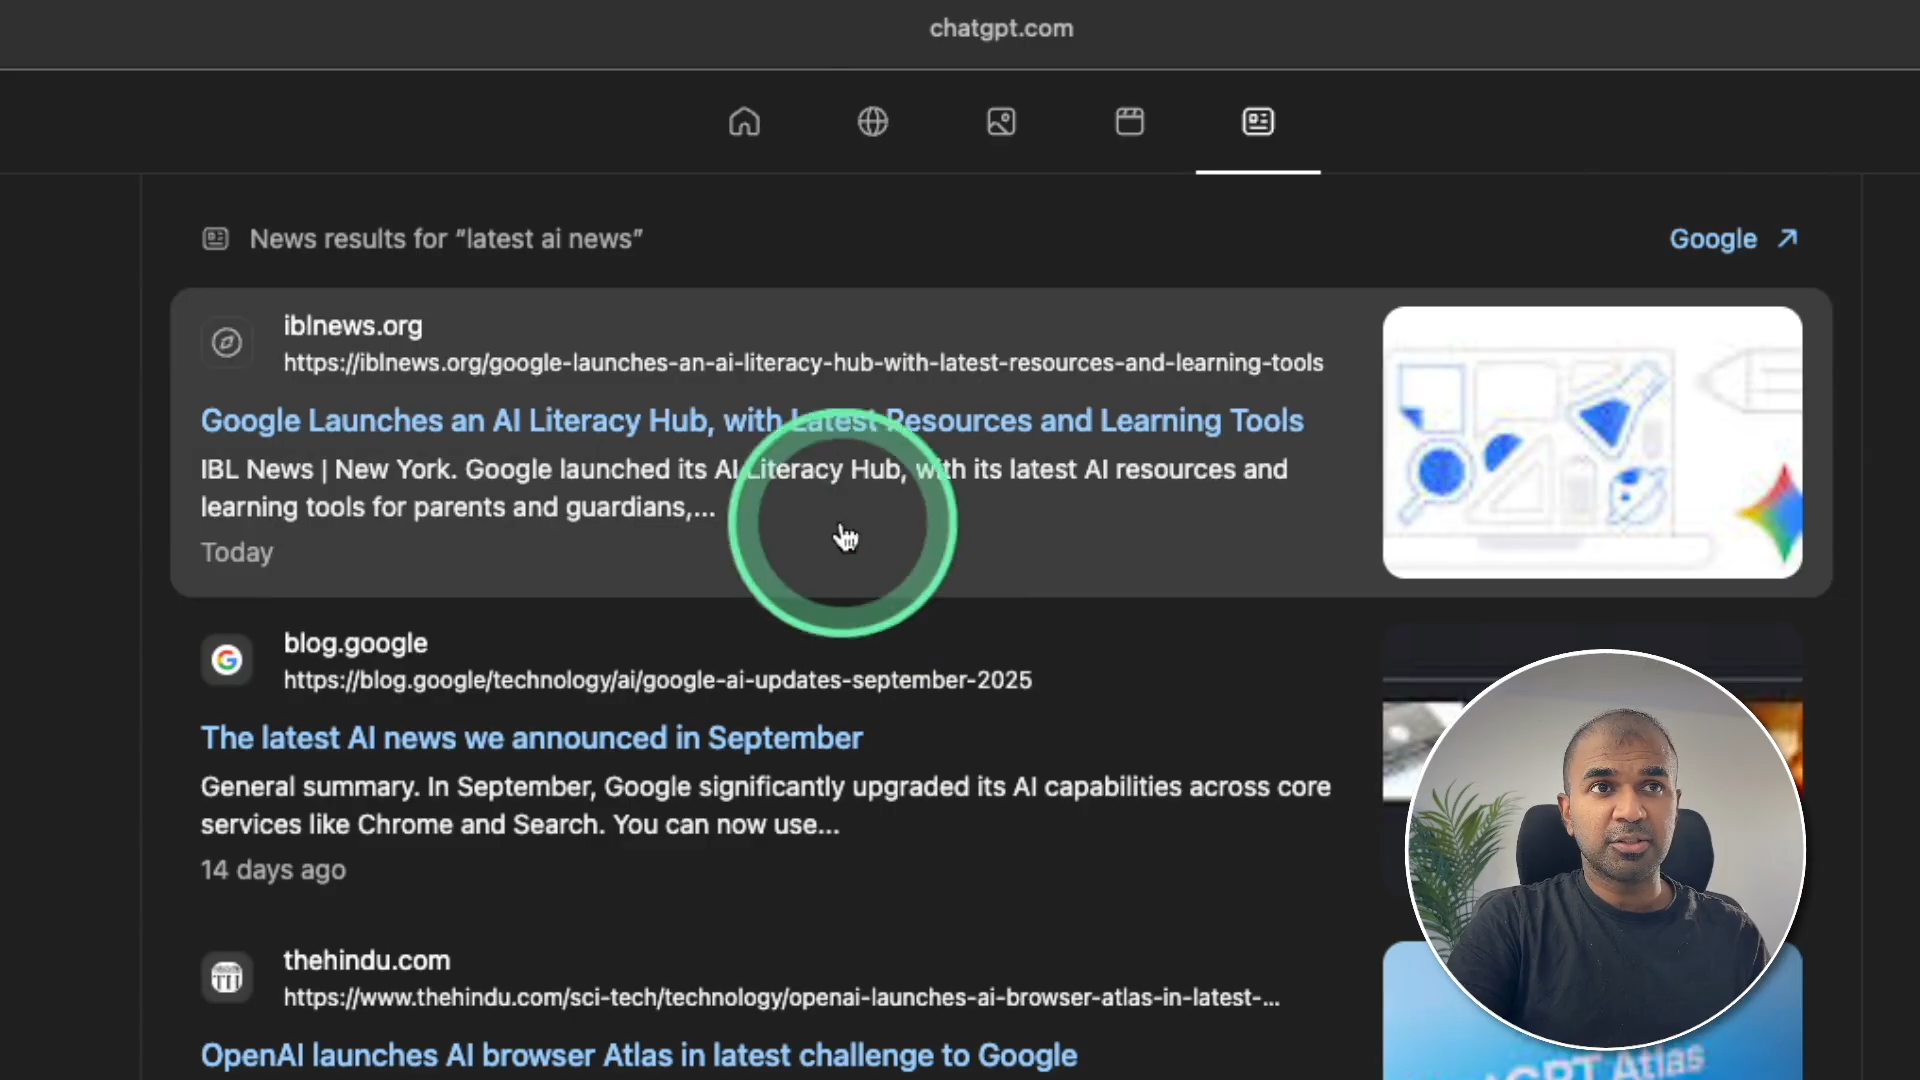 chatgpt.com
News results for “latest ai news”
Google
iblnews.org
https://iblnews.org/google-launches-an-ai-literacy-hub-with-latest-resources-and-learning-tools
Google Launches an AI Literacy Hub, with Latest Resources and Learning Tools
IBL News | New York. Google launched its AI Literacy Hub, with its latest AI resources and
learning tools for parents and guardians,...
Today
blog.google
https://blog.google/technology/ai/google-ai-updates-september-2025
The latest AI news we announced in September
General summary. In September, Google significantly upgraded its AI capabilities across core
services like Chrome and Search. You can now use...
14 days ago
thehindu.com
https://www.thehindu.com/sci-tech/technology/openai-launches-ai-browser-atlas-in-latest-...
OpenAI launches AI browser Atlas in latest challenge to Google
GPT Atlas